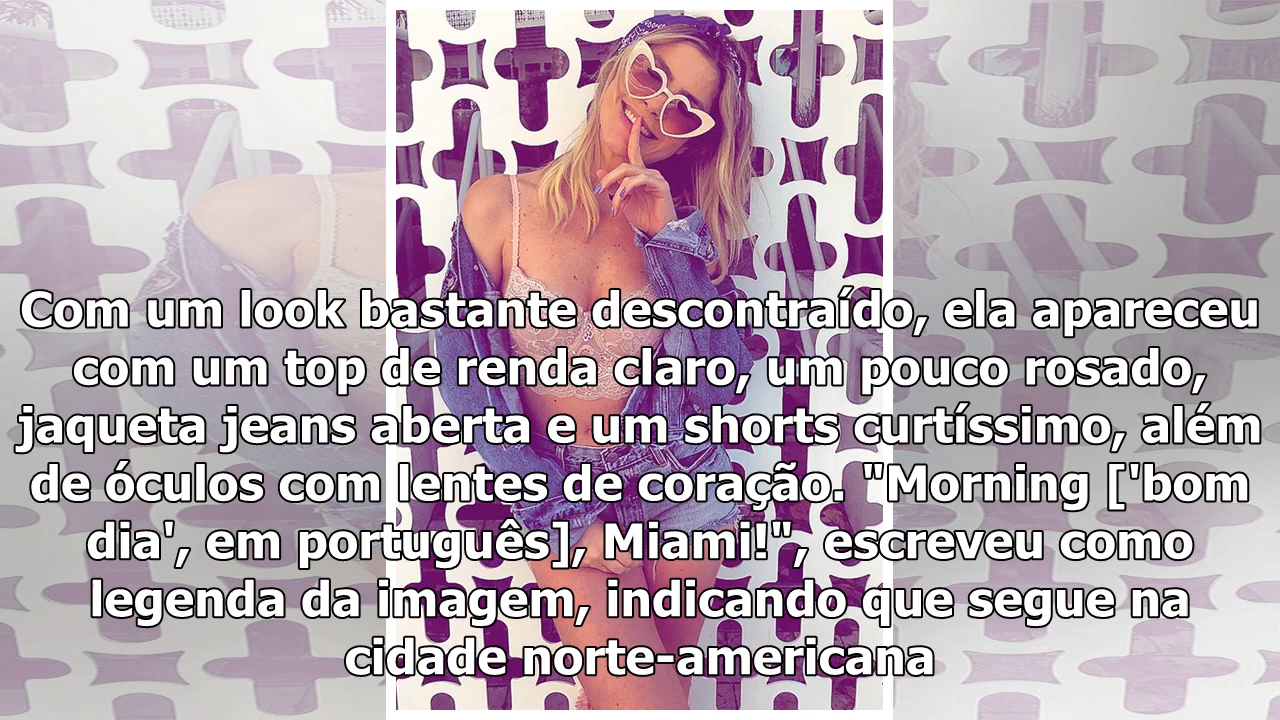 Com um look bastante descontraído, ela apareceu
com um top de renda claro, um pouco rosado,
jaqueta jeans aberta e um shorts curtíssimo, além
de óculos com lentes de coração. "Morning ['bom
dia', em português], Miami!", escreveu como
legenda da imagem, indicando que segue na
cidade norte-americana